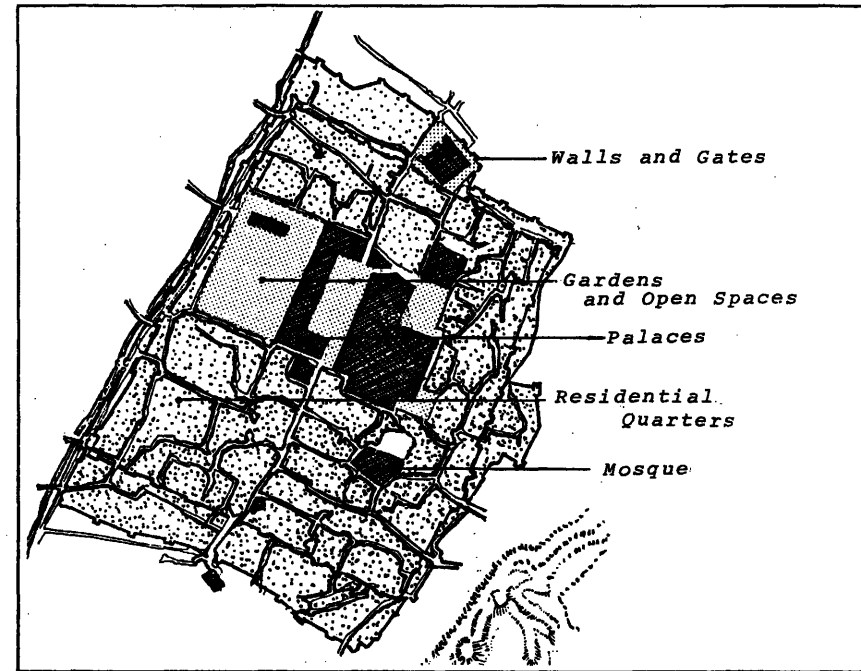 Walls and Gates
Gardens
and Open Spaces
Palaces
Residential
Quarters
Mosque